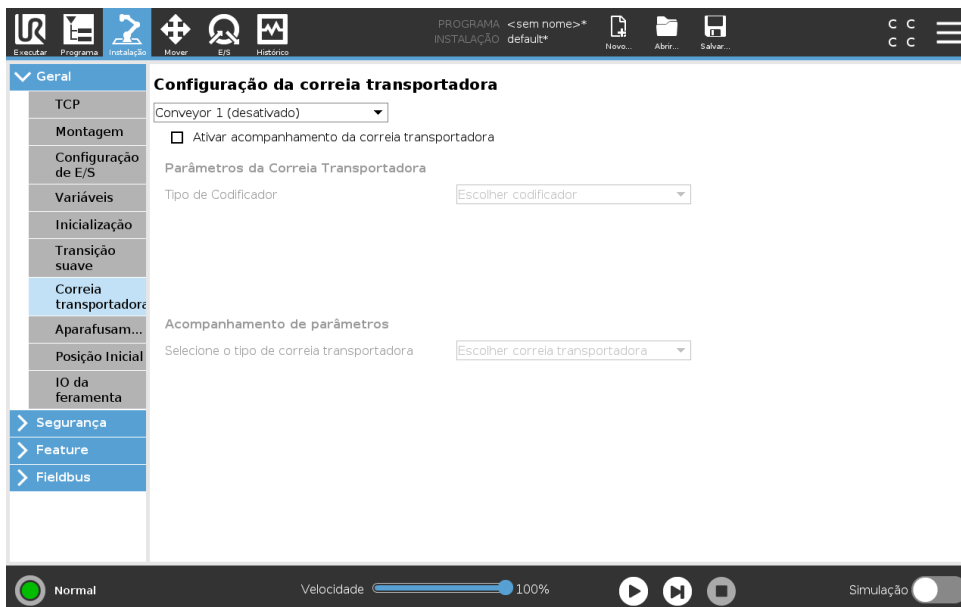 PROGRAMA <sem nome>*
INSTALAÇÃO default*
Executar Programa Instalação Mover E/S Histórico Novo... Abrir... Salvar...
C C
C C
Geral
TCP
Montagem
Configuração
de E/S
Variáveis
Inicialização
Transição
suave
Correia
transportadora
Aparafusam...
Posição Inicial
IO da
feramenta
Segurança
Feature
Fieldbus
Configuração da correia transportadora
Conveyor 1 (desativado)
Ativar acompanhamento da correia transportadora
Parâmetros da Correia Transportadora
Tipo de Codificador Escolher codificador
Acompanhamento de parâmetros
Selecione o tipo de correia transportadora Escolher correia transportadora
Normal Velocidade 100% Simulação